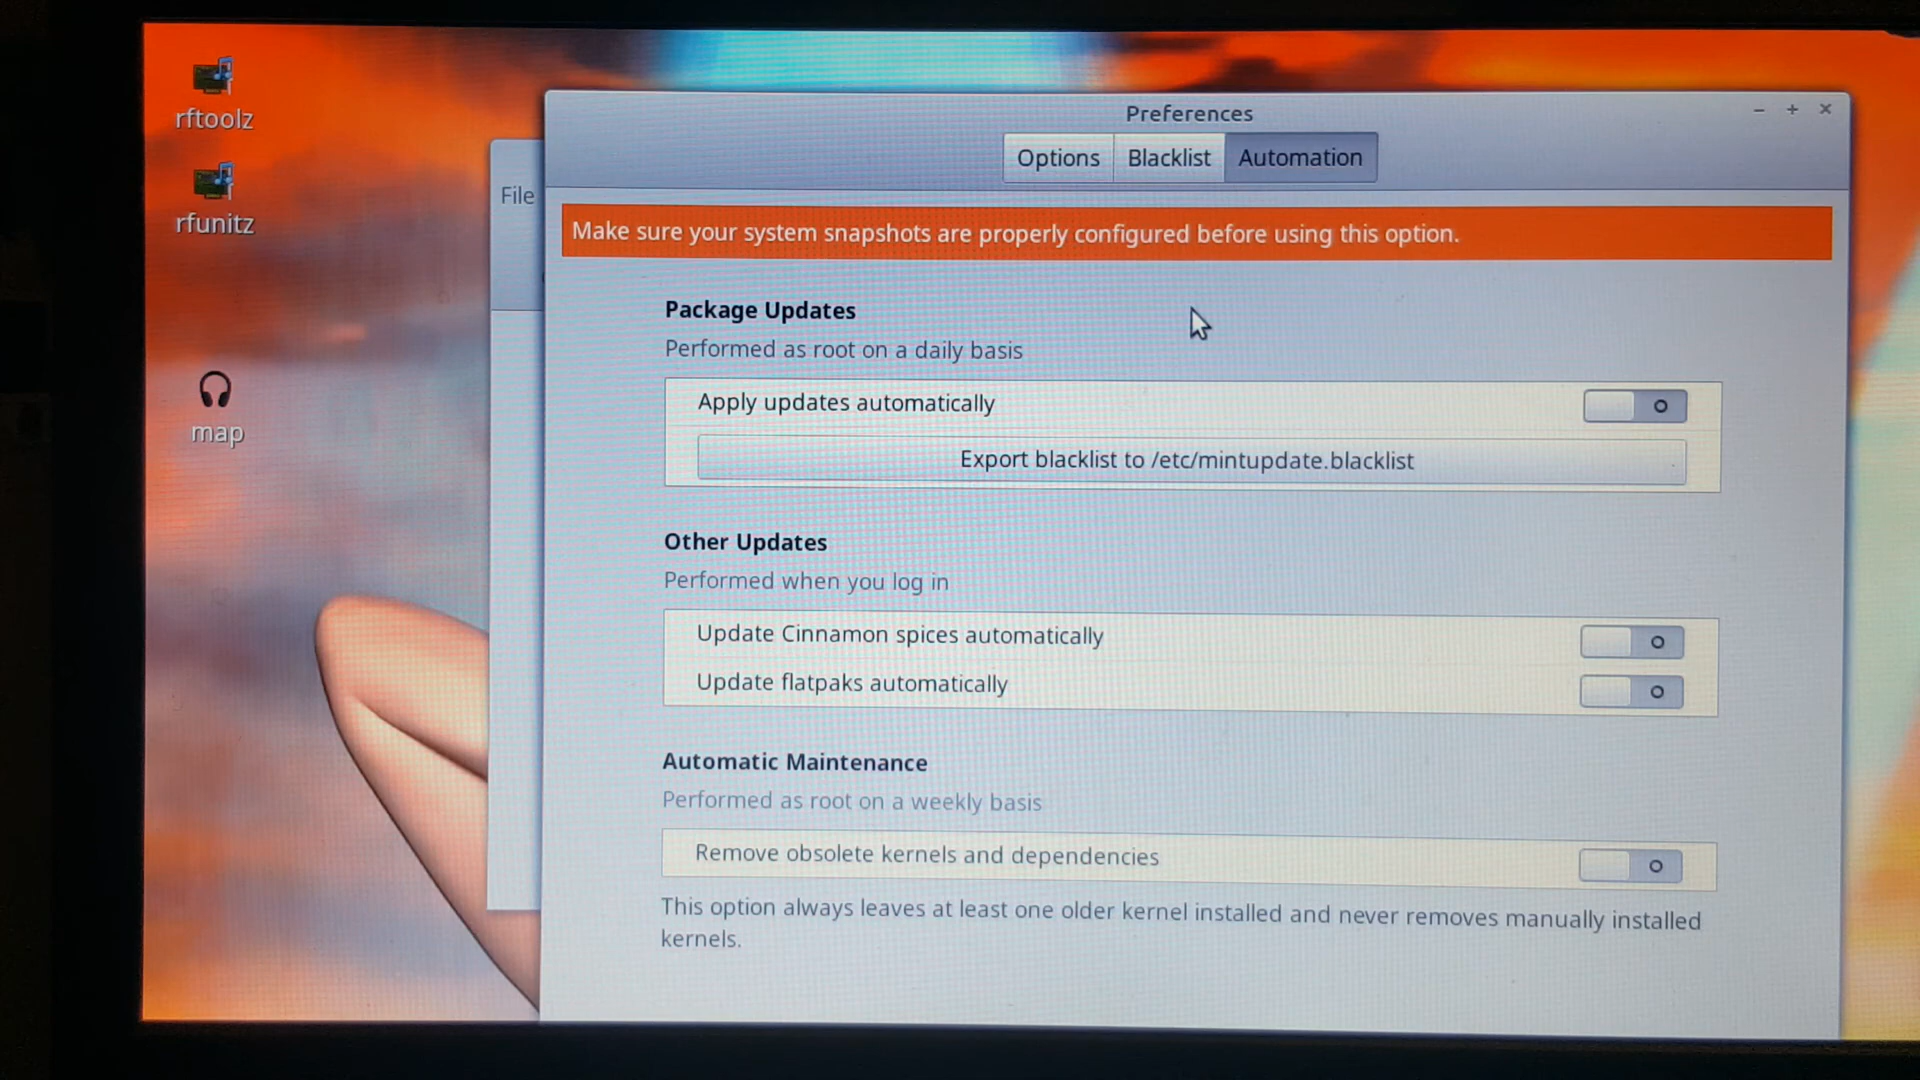 rftoolz
rfunitz
map
File
Preferences
Options Blacklist Automation
Make sure your system snapshots are properly configured before using this option.
Package Updates
Performed as root on a daily basis
Apply updates automatically
Export blacklist to /etc/mintupdate.blacklist
Other Updates
Performed when you log in
Update Cinnamon spices automatically
Update flatpaks automatically
Automatic Maintenance
Performed as root on a weekly basis
Remove obsolete kernels and dependencies
This option always leaves at least one older kernel installed and never removes manually installed
kernels.